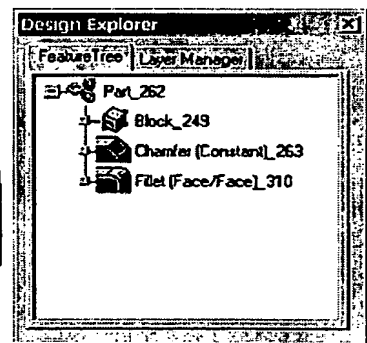 Design Explorer
FeatureTree Layer Manager
Part_262
Block_249
Chamfer (Constant)_263
Fillet (Face/Face)_310